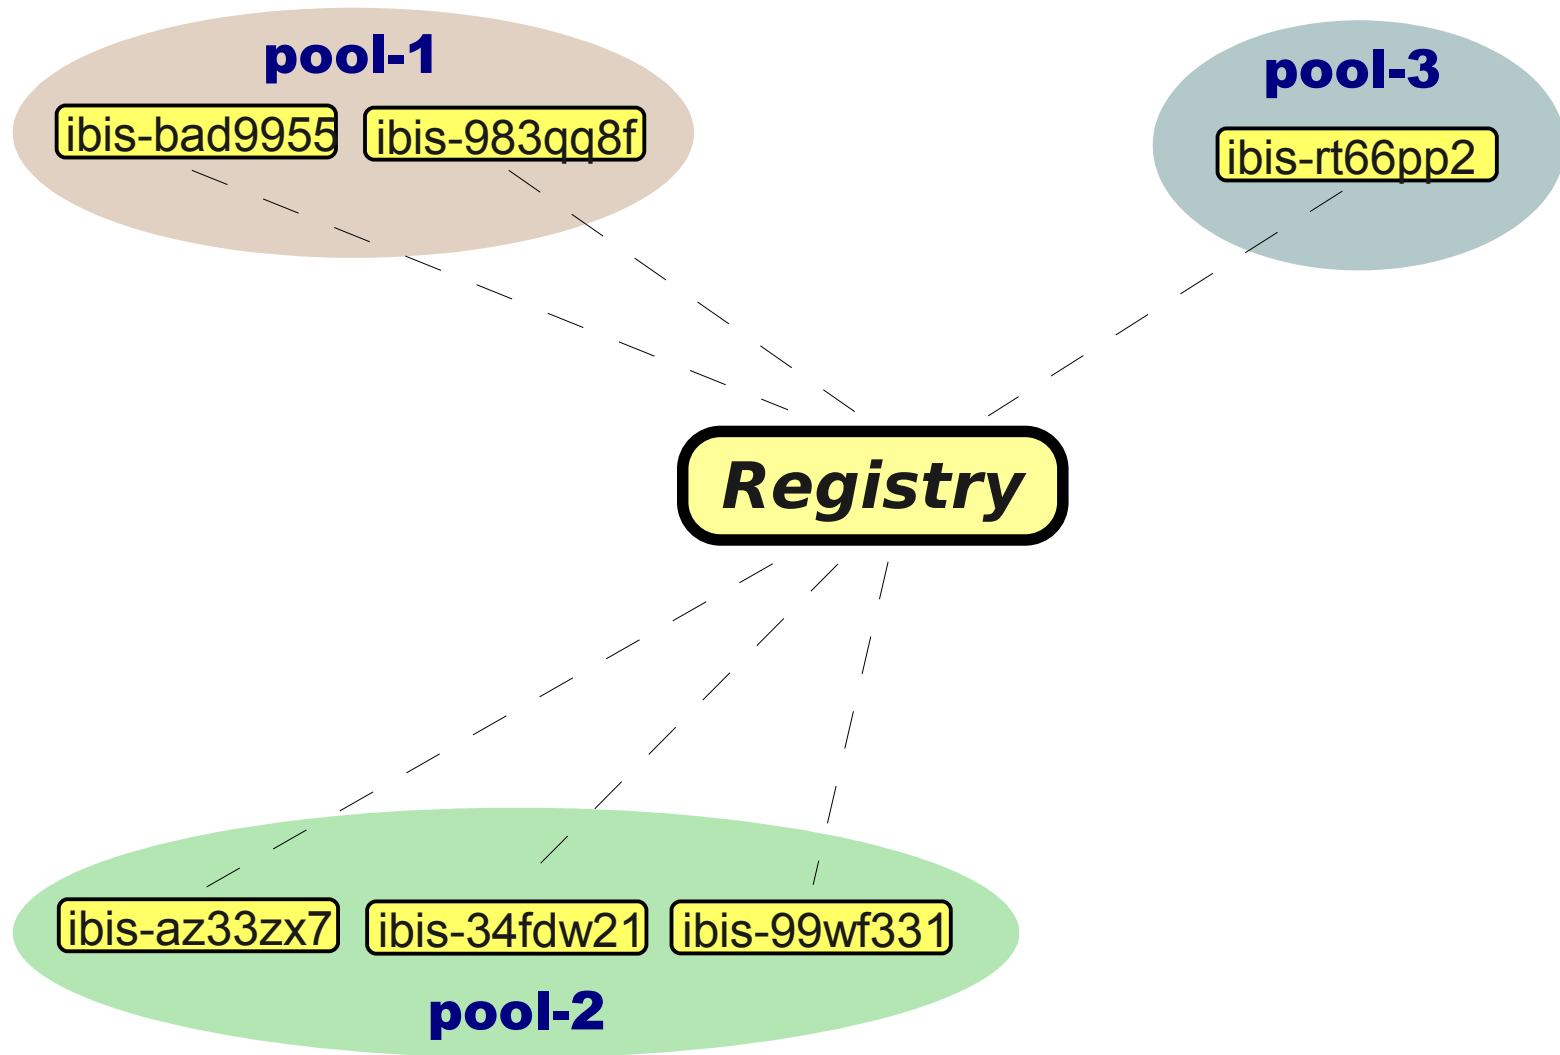 pool-1
ibis-bad9955
ibis-983qq8f
pool-3
ibis-rt66pp2
Registry
ibis-az33zx7
ibis-34fdw21
ibis-99wf331
pool-2